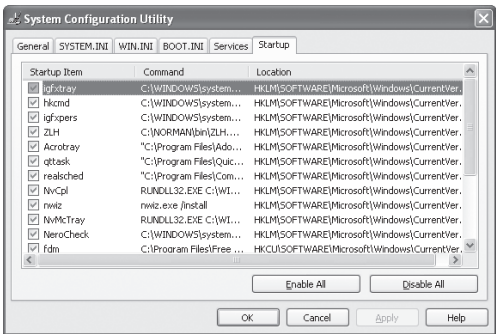 System Configuration Utility
General SYSTEM.INI WIN.INI BOOT.INI Services Startup
Startup Item Command Location
igfxtray C:\WINDOWS\system... HKLM\SOFTWARE\Microsoft\Windows\CurrentVer.
hkcmd C:\WINDOWS\system... HKLM\SOFTWARE\Microsoft\Windows\CurrentVer.
igfxpers C:\WINDOWS\system... HKLM\SOFTWARE\Microsoft\Windows\CurrentVer.
ZLH C:\NORMAN\bin\ZLH.... HKLM\SOFTWARE\Microsoft\Windows\CurrentVer.
Acrotray "C:\Program Files\Ado... HKLM\SOFTWARE\Microsoft\Windows\CurrentVer.
qttask "C:\Program Files\Quic... HKLM\SOFTWARE\Microsoft\Windows\CurrentVer.
realsched "C:\Program Files\Com... HKLM\SOFTWARE\Microsoft\Windows\CurrentVer.
NvCpl RUNDLL32.EXE C:\WI... HKLM\SOFTWARE\Microsoft\Windows\CurrentVer.
nwiz nwiz.exe /install HKLM\SOFTWARE\Microsoft\Windows\CurrentVer.
NvMcTray RUNDLL32.EXE C:\WI... HKLM\SOFTWARE\Microsoft\Windows\CurrentVer.
NeroCheck C:\WINDOWS\system... HKLM\SOFTWARE\Microsoft\Windows\CurrentVer.
fdm C:\Program Files\Free ... HKCU\SOFTWARE\Microsoft\Windows\CurrentVer.
Enable All Disable All
OK Cancel Apply Help